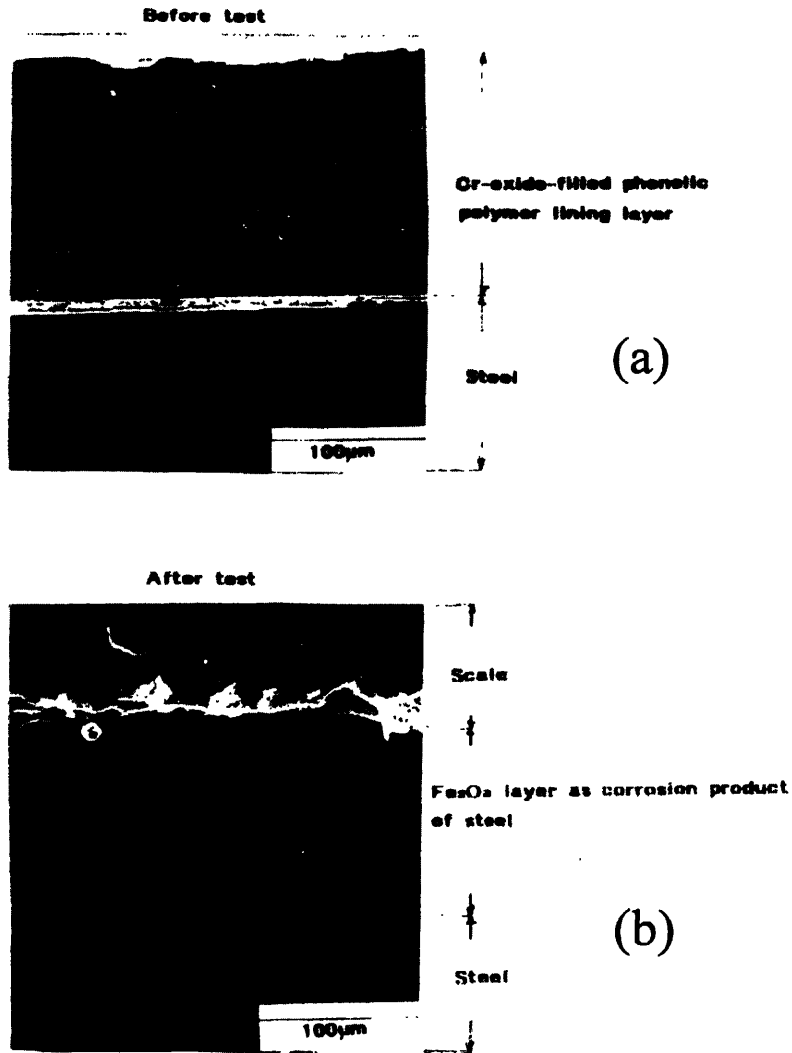 Before test
Cr-oxide-filled phenolic
polymer lining layer
Steel
(a)
100μm
After test
Scale
Fe₂O₃ layer as corrosion product
of steel
(b)
Steel
100μm